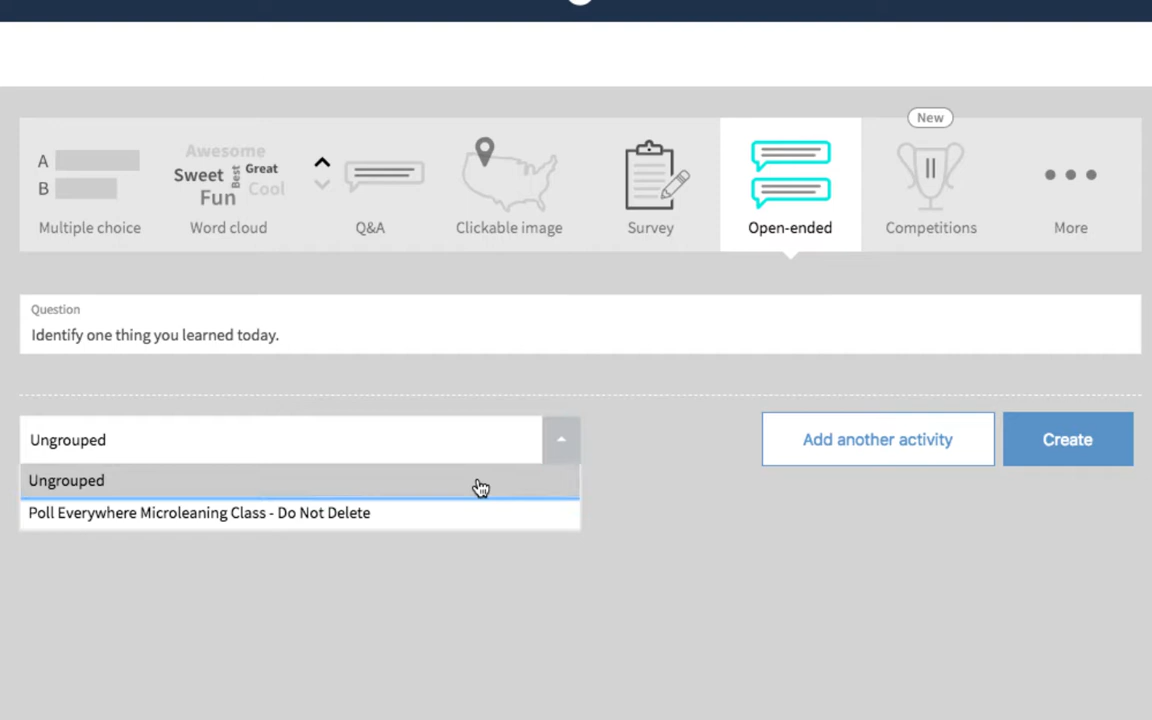 New
A
B
Awesome
Sweet Best Great
Fun Cool
Multiple choice
Word cloud
Q&A
Clickable image
Survey
Open-ended
Competitions
More
Question
Identify one thing you learned today.
Ungrouped
Add another activity
Create
Ungrouped
Poll Everywhere Microleaning Class - Do Not Delete